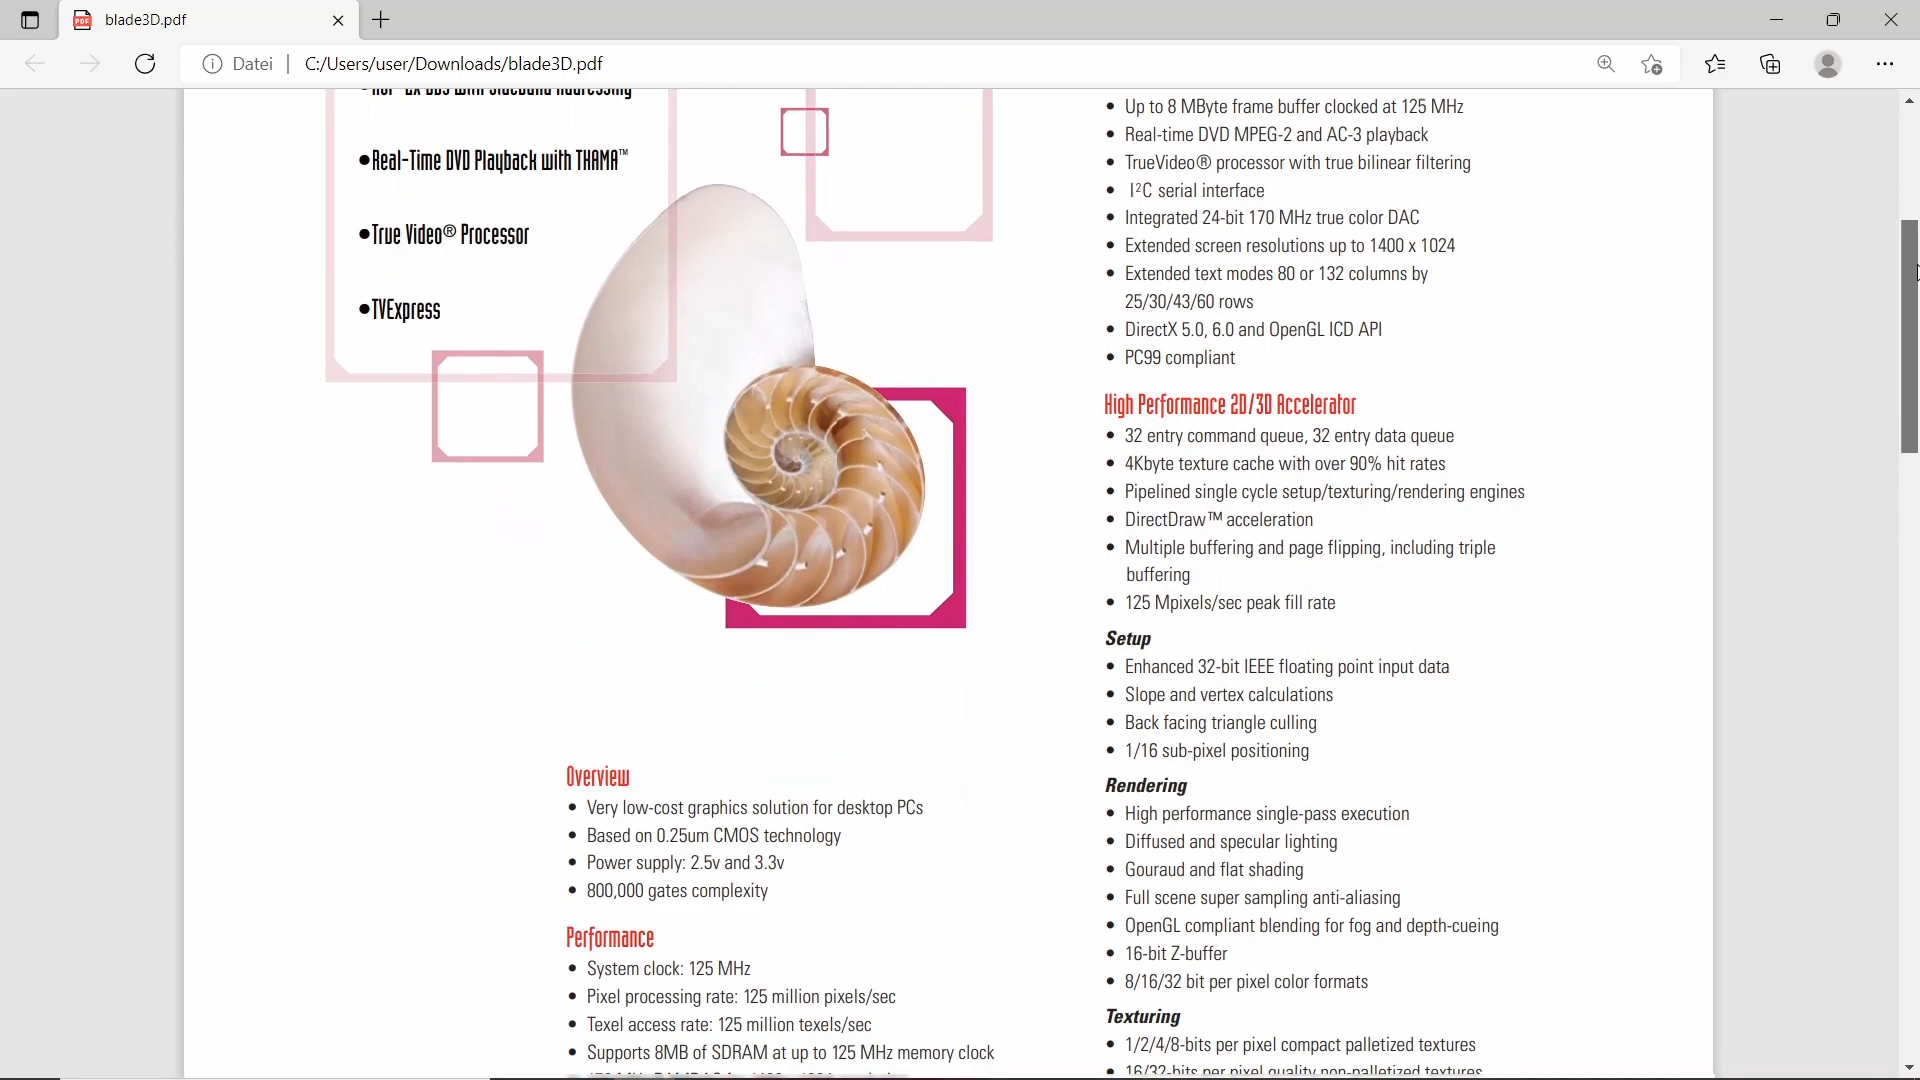 blade3D.pdf
Datei
C:/Users/user/Downloads/blade3D.pdf
with sideband Addressing
•Real-Time DVD Playback with THAMA™
•True Video® Processor
•TVExpress
Overview
• Very low-cost graphics solution for desktop PCs
• Based on 0.25um CMOS technology
• Power supply: 2.5v and 3.3v
• 800,000 gates complexity
Performance
• System clock: 125 MHz
• Pixel processing rate: 125 million pixels/sec
• Texel access rate: 125 million texels/sec
• Supports 8MB of SDRAM at up to 125 MHz memory clock
• Up to 8 MByte frame buffer clocked at 125 MHz
• Real-time DVD MPEG-2 and AC-3 playback
• TrueVideo® processor with true bilinear filtering
• I²C serial interface
• Integrated 24-bit 170 MHz true color DAC
• Extended screen resolutions up to 1400 x 1024
• Extended text modes 80 or 132 columns by
25/30/43/60 rows
• DirectX 5.0, 6.0 and OpenGL ICD API
• PC99 compliant
High Performance 2D/3D Accelerator
• 32 entry command queue, 32 entry data queue
• 4Kbyte texture cache with over 90% hit rates
• Pipelined single cycle setup/texturing/rendering engines
• DirectDraw™ acceleration
• Multiple buffering and page flipping, including triple
buffering
• 125 Mpixels/sec peak fill rate
Setup
• Enhanced 32-bit IEEE floating point input data
• Slope and vertex calculations
• Back facing triangle culling
• 1/16 sub-pixel positioning
Rendering
• High performance single-pass execution
• Diffused and specular lighting
• Gouraud and flat shading
• Full scene super sampling anti-aliasing
• OpenGL compliant blending for fog and depth-cueing
• 16-bit Z-buffer
• 8/16/32 bit per pixel color formats
Texturing
• 1/2/4/8-bits per pixel compact palletized textures
• 16/32-bits per pixel quality non-palletized textures